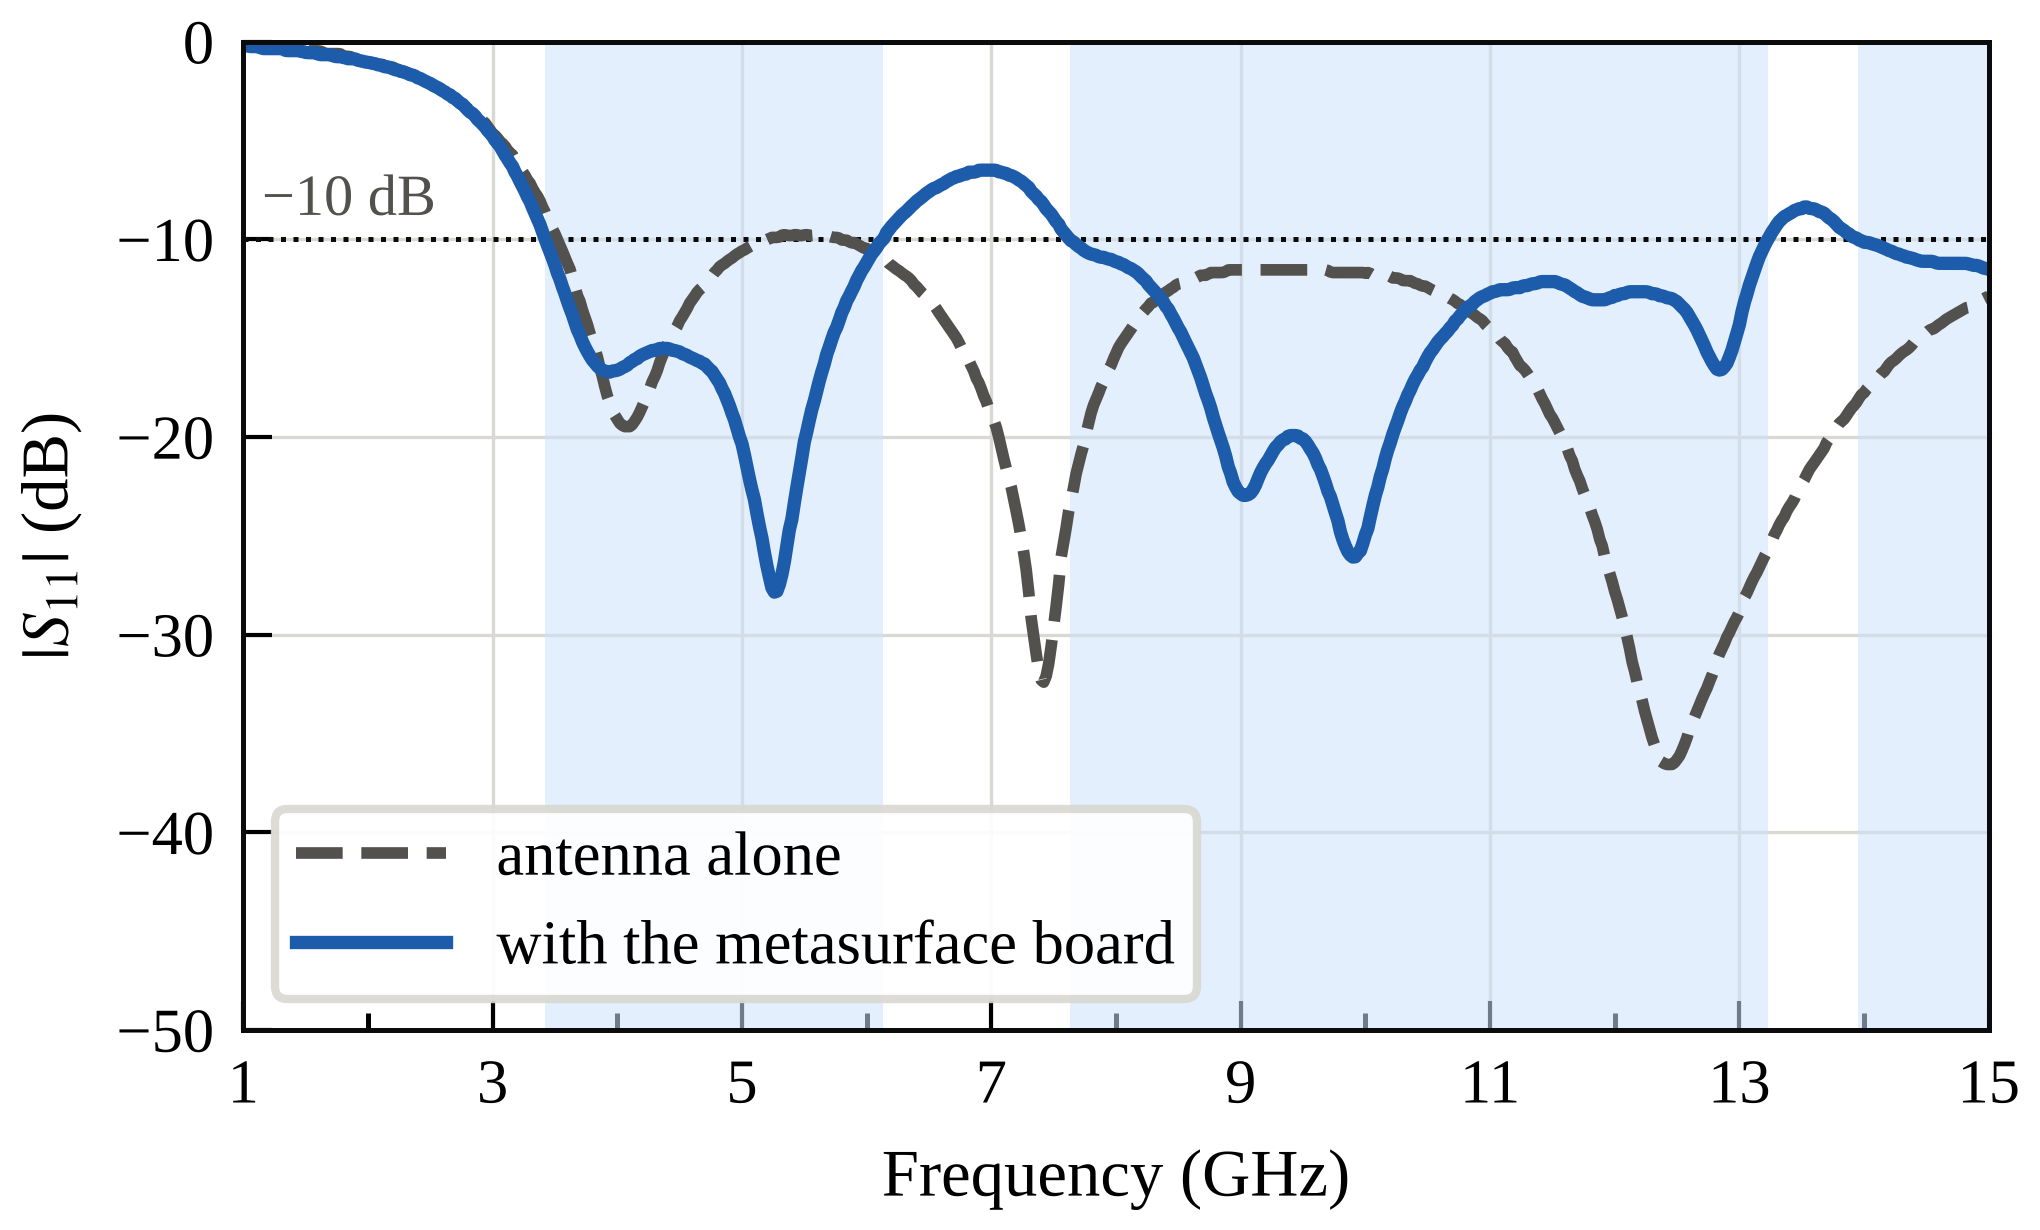 0
−10
−20
−30
−40
−50
|S11| (dB)
−10 dB
antenna alone
with the metasurface board
1 3 5 7 9 11 13 15
Frequency (GHz)